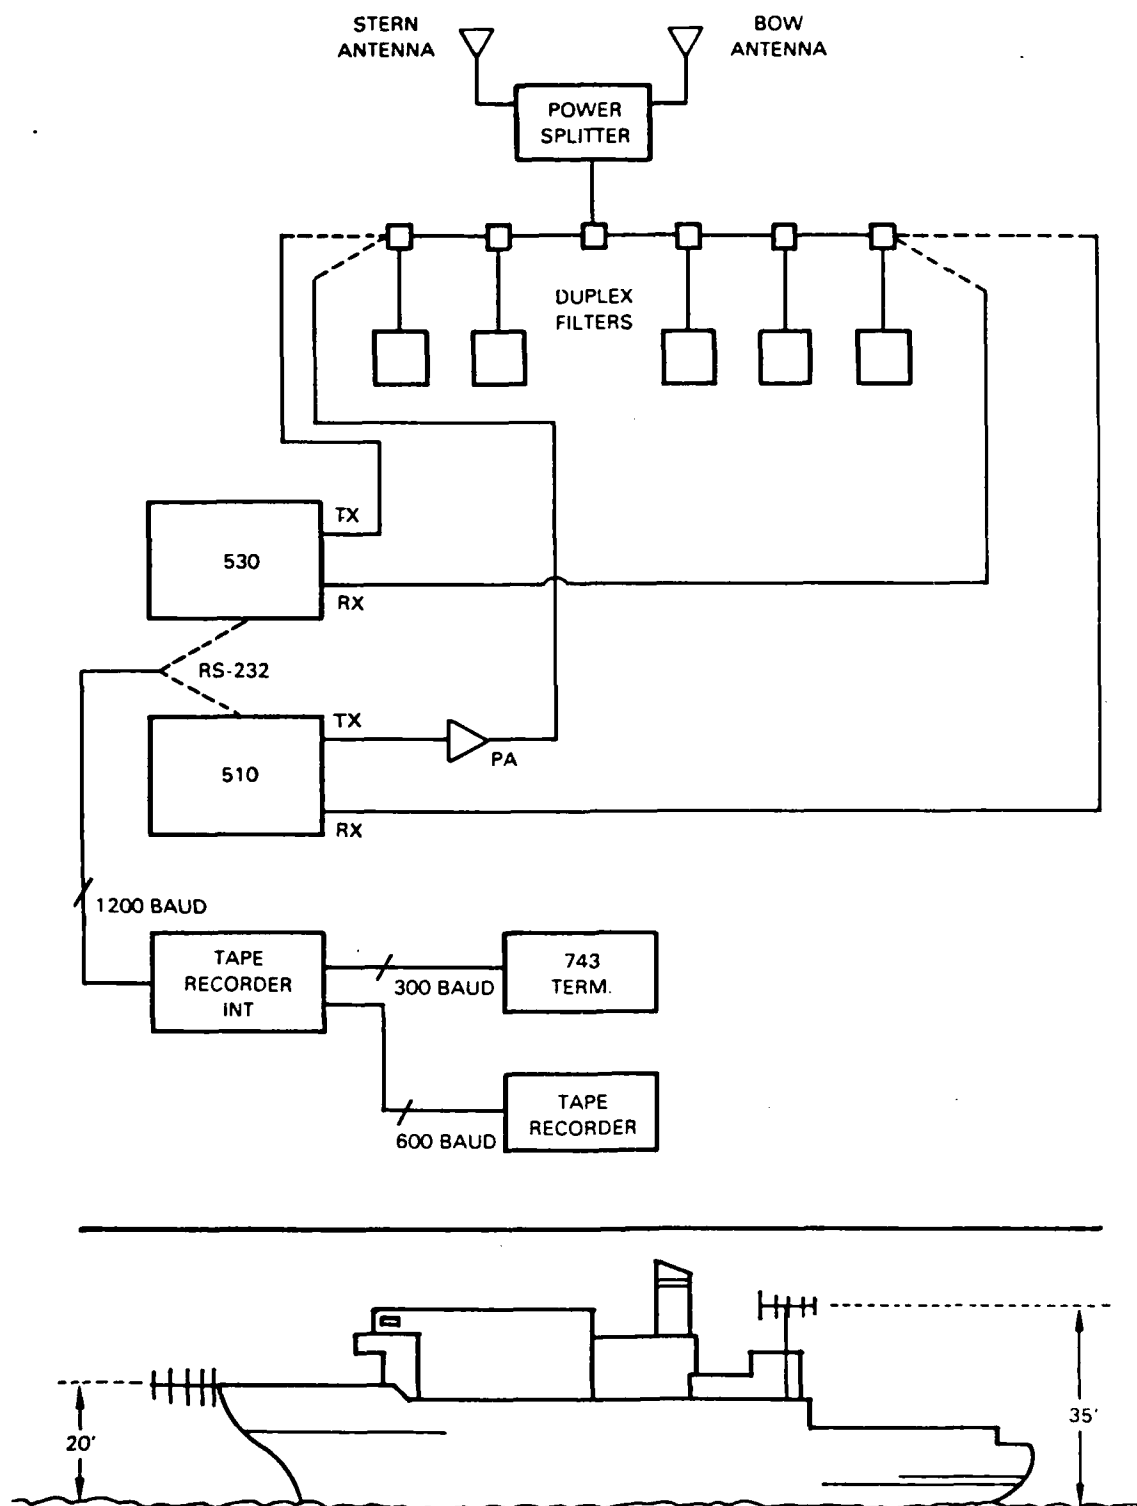 STERN
ANTENNA
BOW
ANTENNA
POWER
SPLITTER
DUPLEX
FILTERS
TX
530
RX
RS-232
TX
510
PA
RX
1200 BAUD
TAPE
RECORDER
INT
300 BAUD
743
TERM.
600 BAUD
TAPE
RECORDER
20'
35'